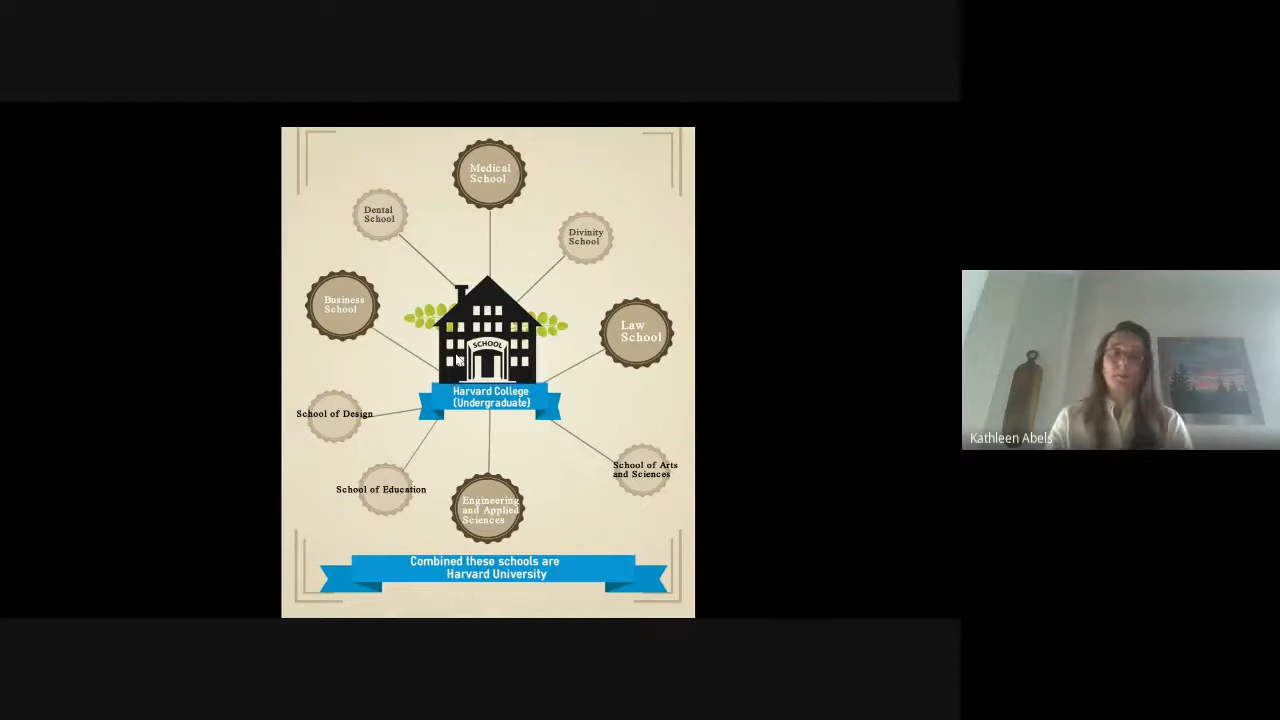 Medical
School
Dental
School
Divinity
School
Business
School
Law
School
SCHOOL
Harvard College
(Undergraduate)
School of Design
School of Arts
and Sciences
School of Education
Engineering
and Applied
Sciences
Combined these schools are
Harvard University
Kathleen Abels